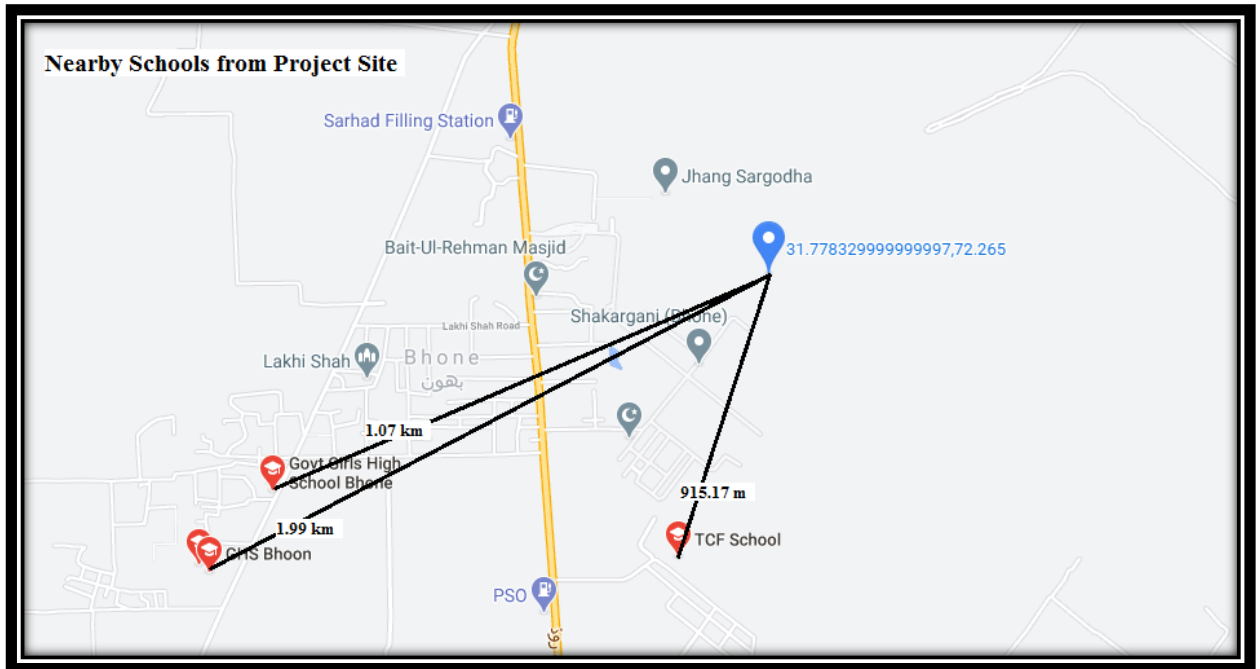 Nearby Schools from Project Site
Sarhad Filling Station
Jhang Sargodha
Bait-Ul-Rehman Masjid
31.778329999999997,72.265
Shakarganj (Bhone)
Lakhi Shah Road
Lakhi Shah
Bhone
بھون
1.07 km
Govt Girls High
School Bhone
915.17 m
1.99 km
GHS Bhoon
TCF School
PSO
روڈ